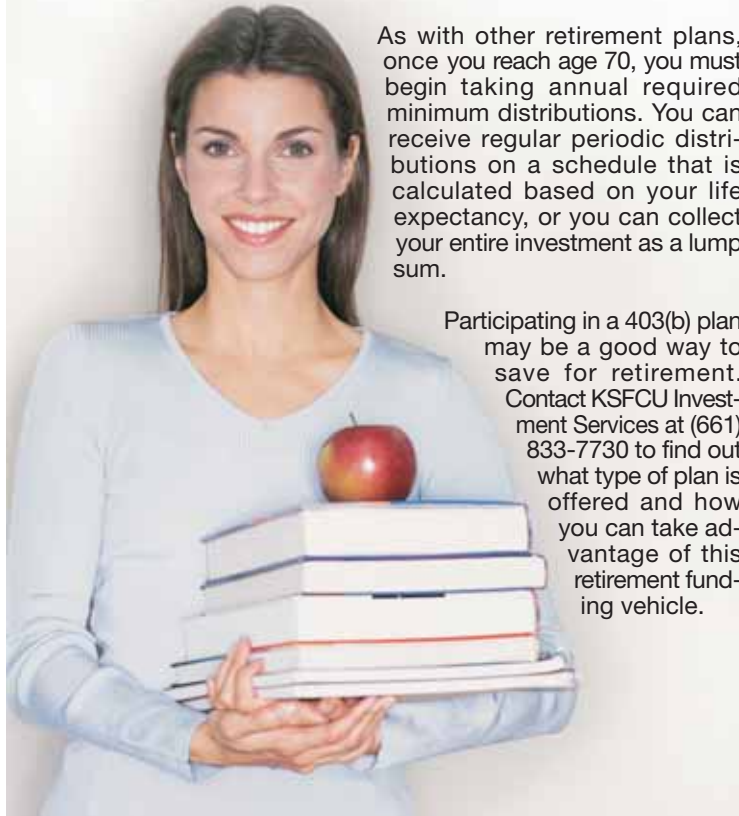 As with other retirement plans,
once you reach age 70, you must
begin taking annual required
minimum distributions. You can
receive regular periodic distri-
butions on a schedule that is
calculated based on your life
expectancy, or you can collect
your entire investment as a lump
sum.
Participating in a 403(b) plan
may be a good way to
save for retirement.
Contact KSFCU Invest-
ment Services at (661)
833-7730 to find out
what type of plan is
offered and how
you can take ad-
vantage of this
retirement fund-
ing vehicle.